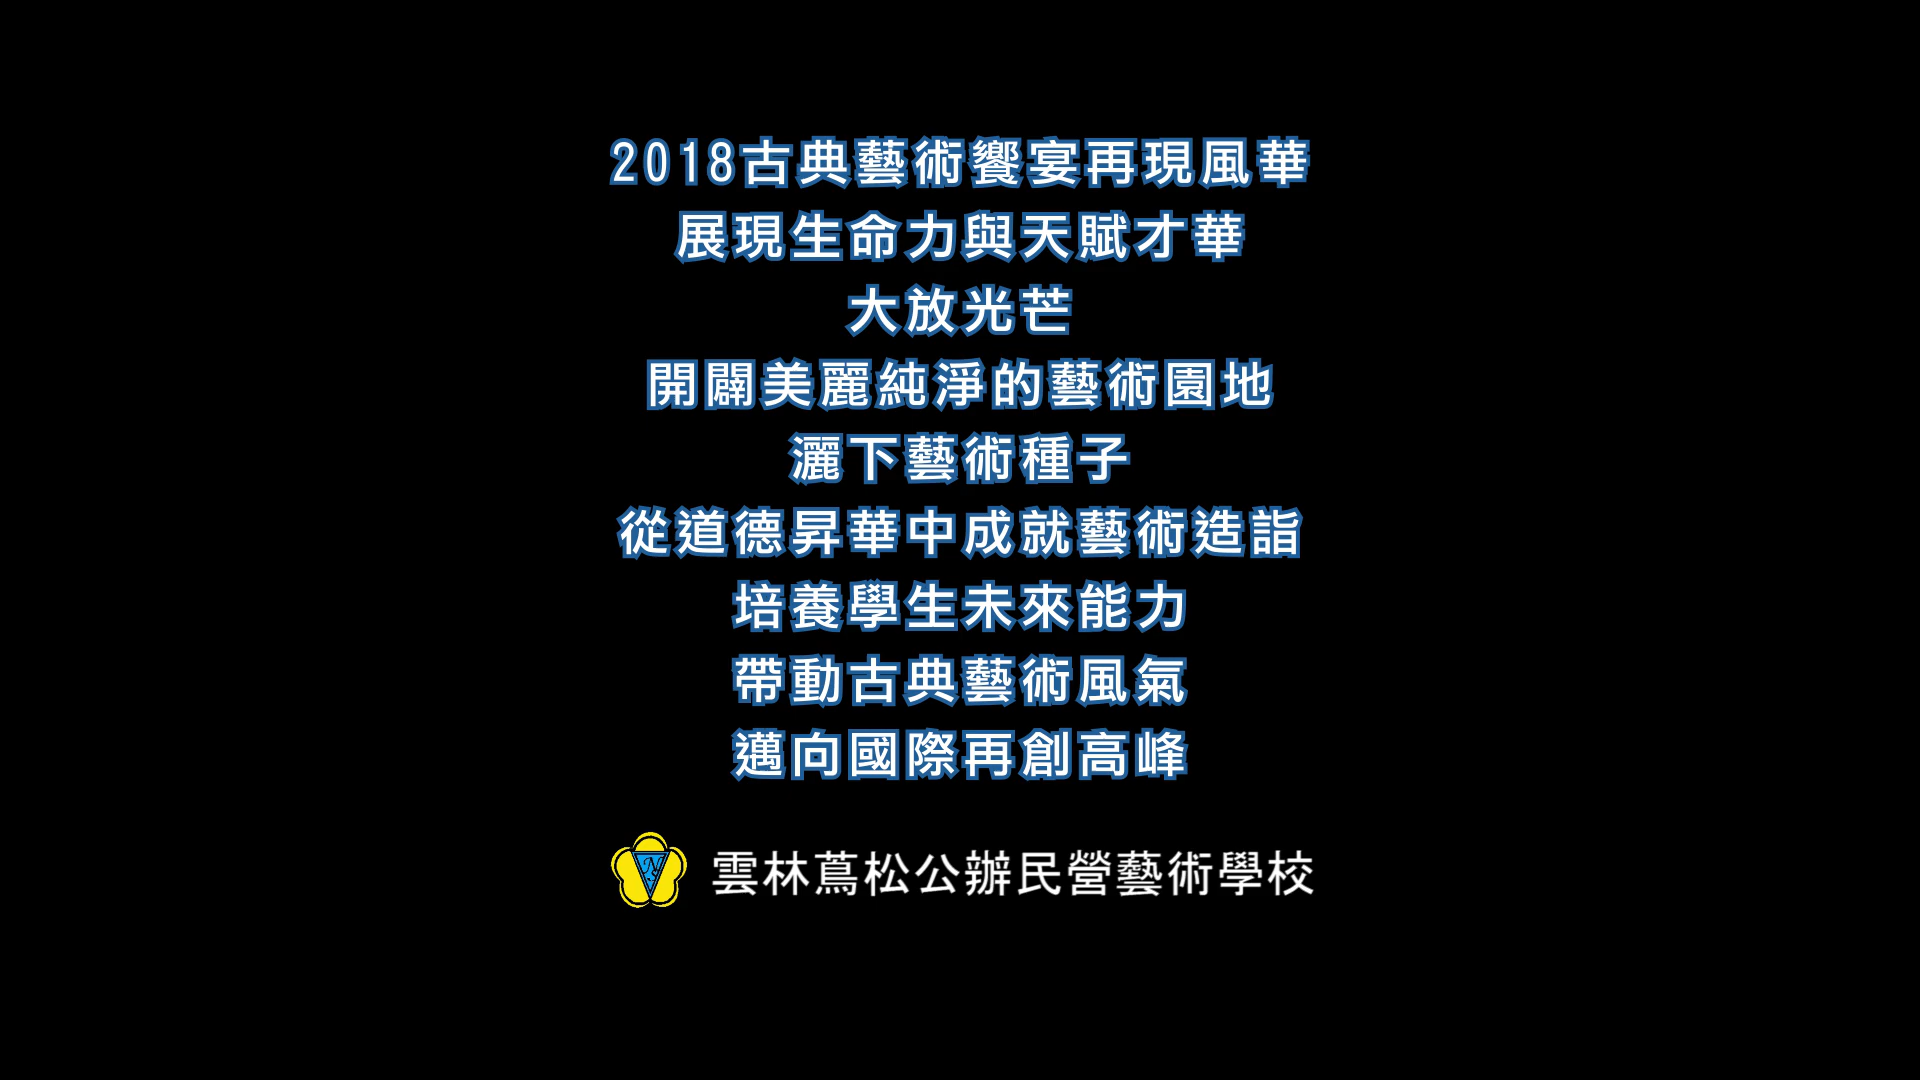 2018古典藝術饗宴再現風華
展現生命力與天賦才華
大放光芒
開闢美麗純淨的藝術園地
灑下藝術種子
從道德昇華中成就藝術造詣
培養學生未來能力
帶動古典藝術風氣
邁向國際再創高峰
雲林蔦松公辦民營藝術學校